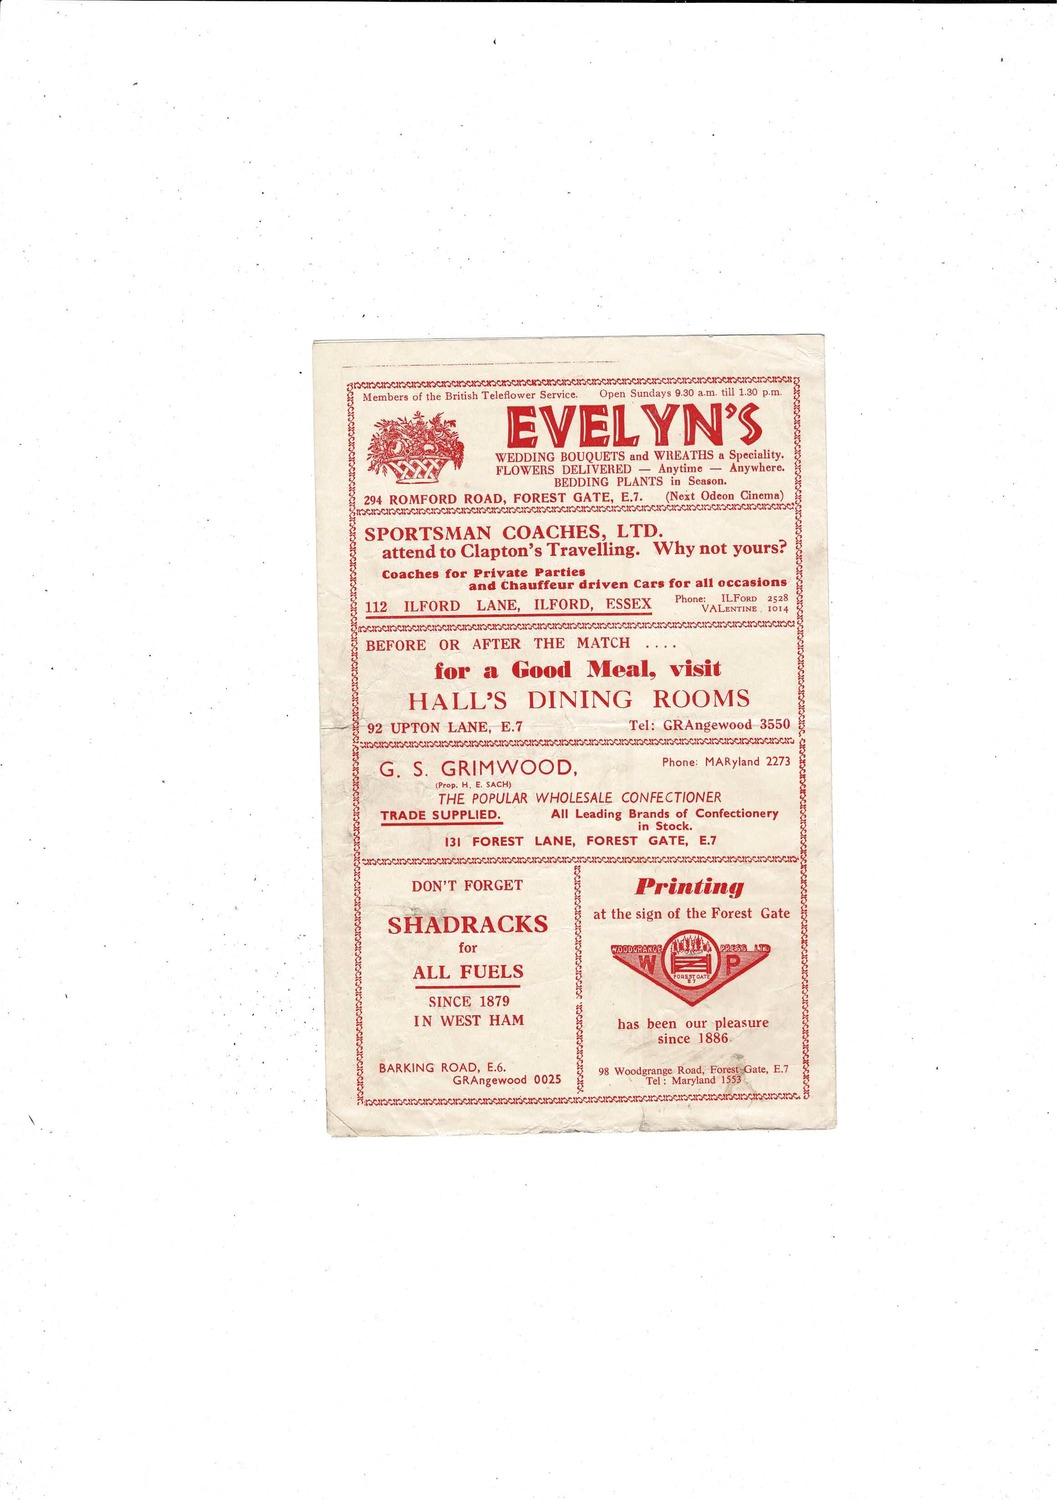 Members of the British Teleflower Service. Open Sundays 9.30 a.m. till 1.30 p.m.
EVELYN'S
WEDDING BOUQUETS and WREATHS a Speciality.
FLOWERS DELIVERED — Anytime — Anywhere.
BEDDING PLANTS in Season.
294 ROMFORD ROAD, FOREST GATE, E.7. (Next Odeon Cinema)
SPORTSMAN COACHES, LTD.
attend to Clapton's Travelling. Why not yours?
Coaches for Private Parties
and Chauffeur driven Cars for all occasions
112 ILFORD LANE, ILFORD, ESSEX Phone: ILFORD 2528
VALENTINE 1014
BEFORE OR AFTER THE MATCH ....
for a Good Meal, visit
HALL'S DINING ROOMS
92 UPTON LANE, E.7 Tel: GRAngewood 3550
G. S. GRIMWOOD, Phone: MARyland 2273
(Prop. H. E. SACH)
THE POPULAR WHOLESALE CONFECTIONER
TRADE SUPPLIED. All Leading Brands of Confectionery
in Stock.
131 FOREST LANE, FOREST GATE, E.7
DON'T FORGET
SHADRACKS
for
ALL FUELS
SINCE 1879
IN WEST HAM
BARKING ROAD, E.6.
GRAngewood 0025
Printing
at the sign of the Forest Gate
WOODGRANGE PRESS LTD
W P
FOREST GATE
E 7
has been our pleasure
since 1886
98 Woodgrange Road, Forest Gate, E.7
Tel : Maryland 1553